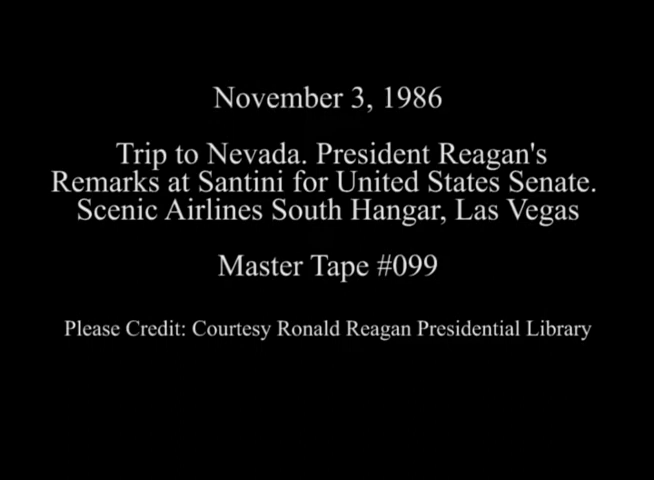 November 3, 1986
Trip to Nevada. President Reagan's
Remarks at Santini for United States Senate.
Scenic Airlines South Hangar, Las Vegas
Master Tape #099
Please Credit: Courtesy Ronald Reagan Presidential Library